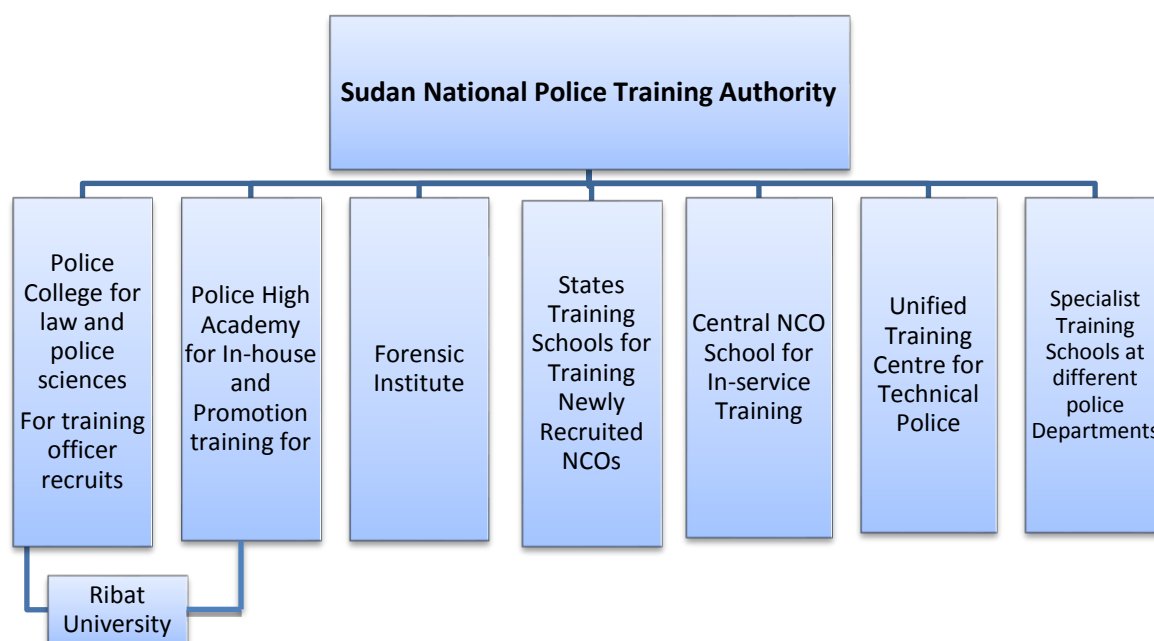 Sudan National Police Training Authority
Police
College for
law and
police
sciences
For training
officer
recruits
Police High
Academy
for In-house
and
Promotion
training for
Forensic
Institute
States
Training
Schools for
Training
Newly
Recruited
NCOs
Central NCO
School for
In-service
Training
Unified
Training
Centre for
Technical
Police
Specialist
Training
Schools at
different
police
Departments
Ribat
University